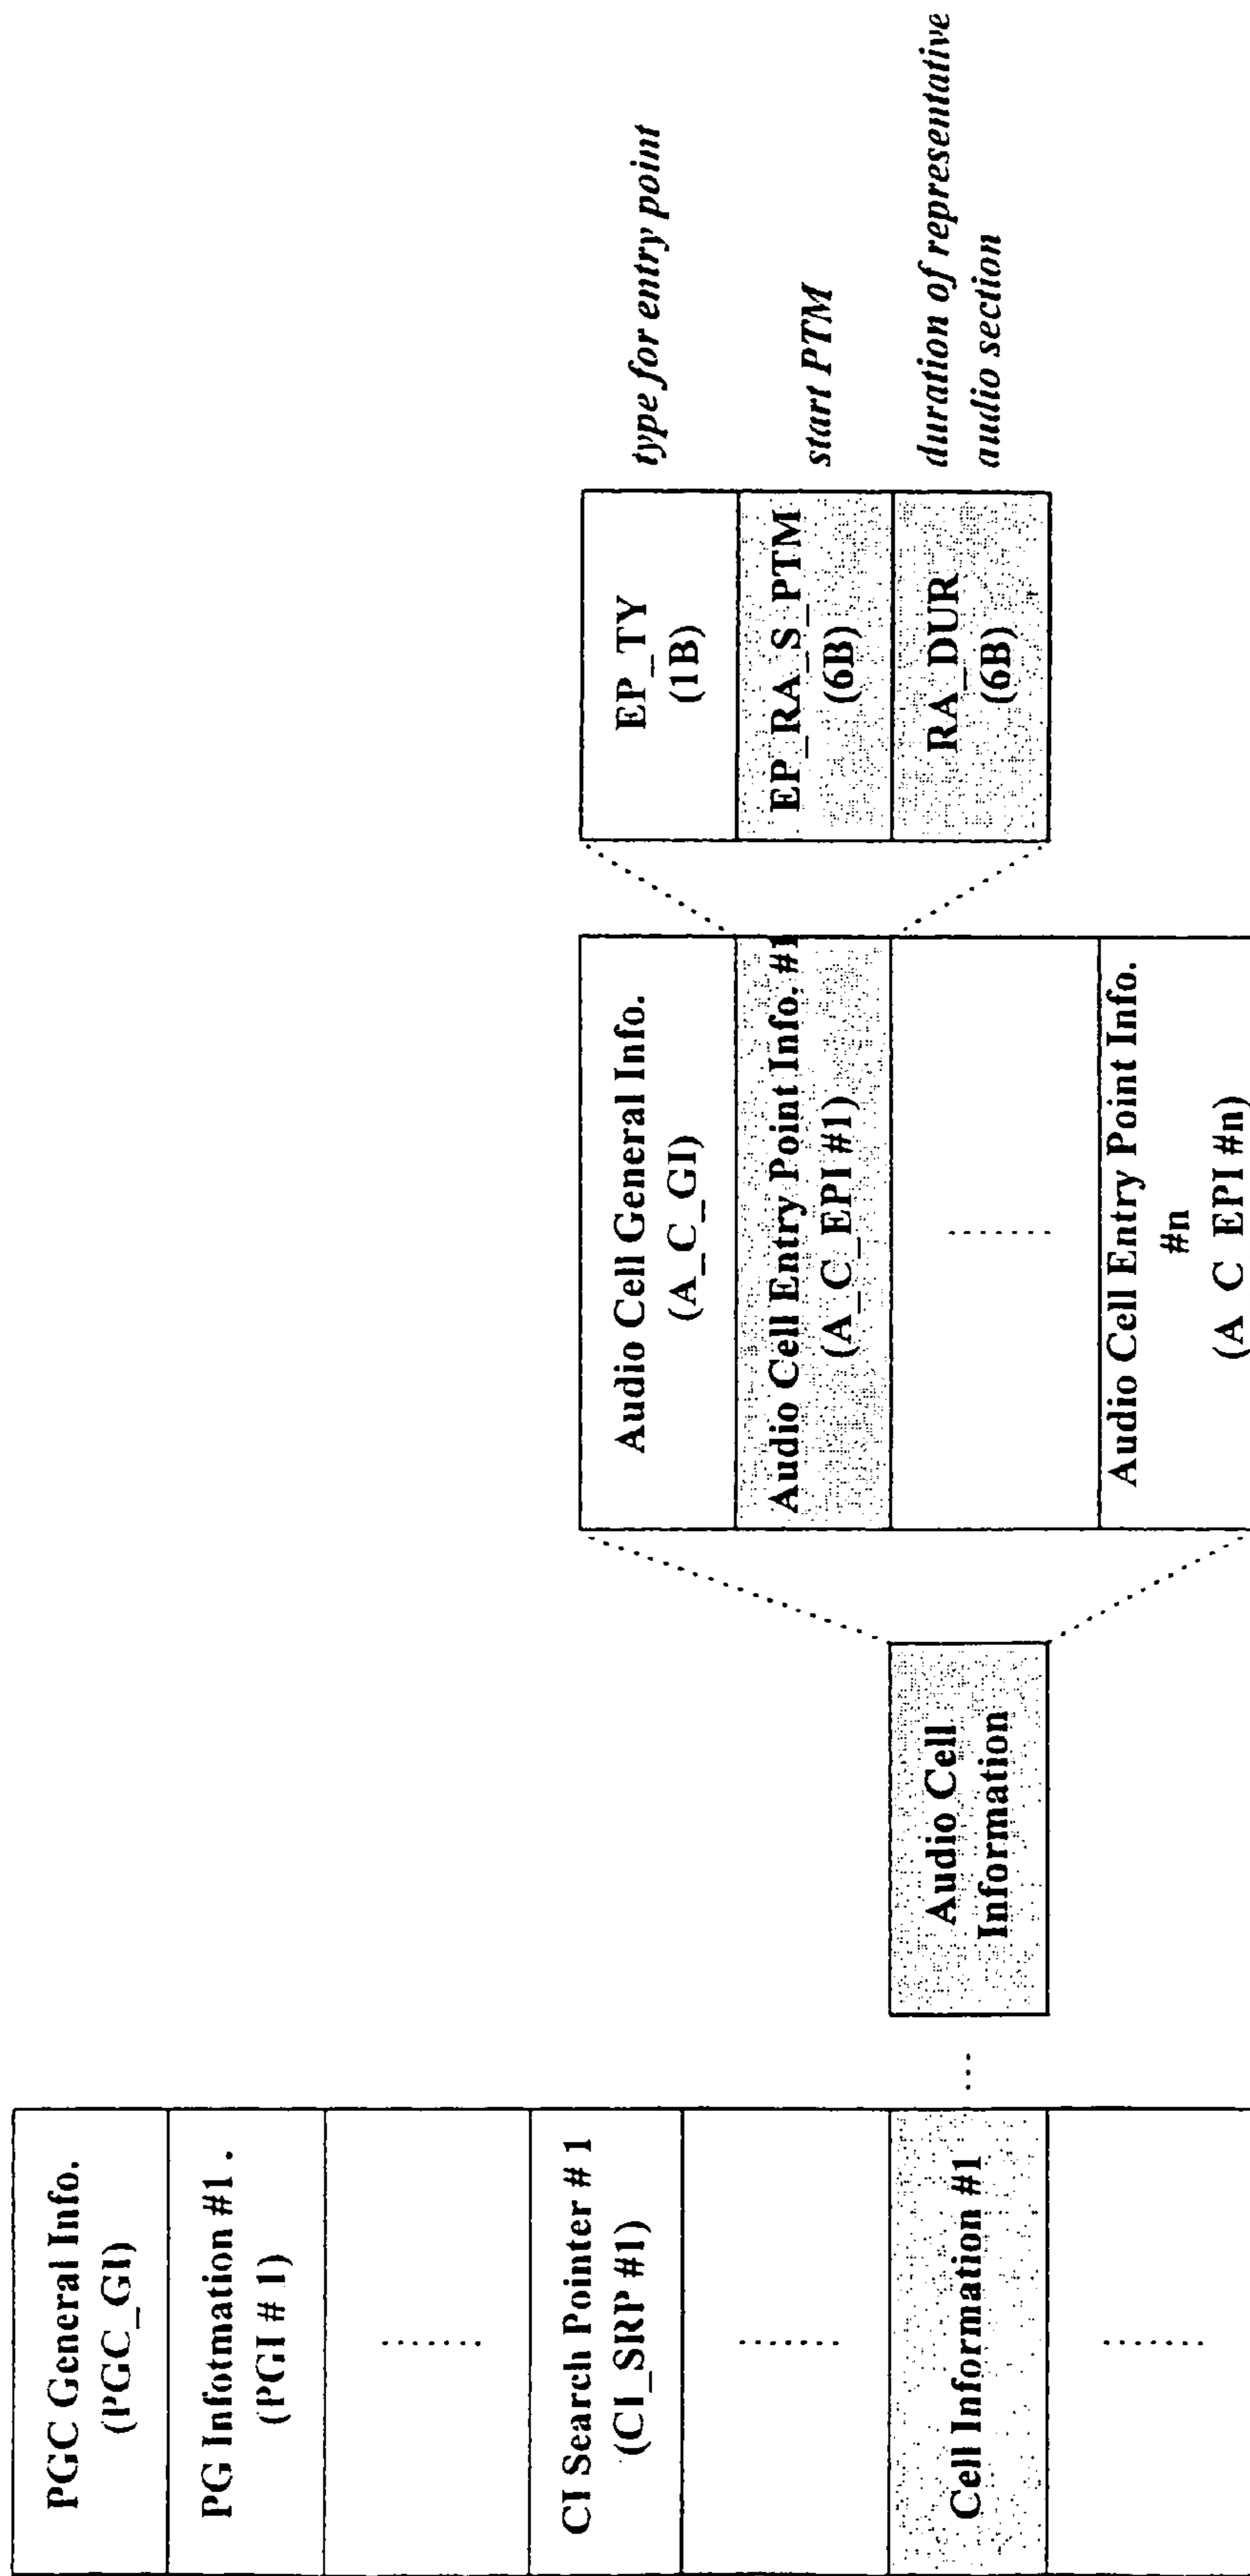 PGC General Info.
(PGC_GI)
PG Infotmation #1 .
(PGI # 1)
CI Search Pointer # 1
(CI_SRP #1)
Cell Information #1
Audio Cell
Information
Audio Cell General Info.
(A_C_GI)
Audio Cell Entry Point Info. #1
(A_C_EPI #1)
Audio Cell Entry Point Info.
#n
(A C EPI #n)
EP_TY
(1B)
EP_RA_S_PTM
(6B)
RA_DUR
(6B)
type for entry point
start PTM
duration of representative
audio section